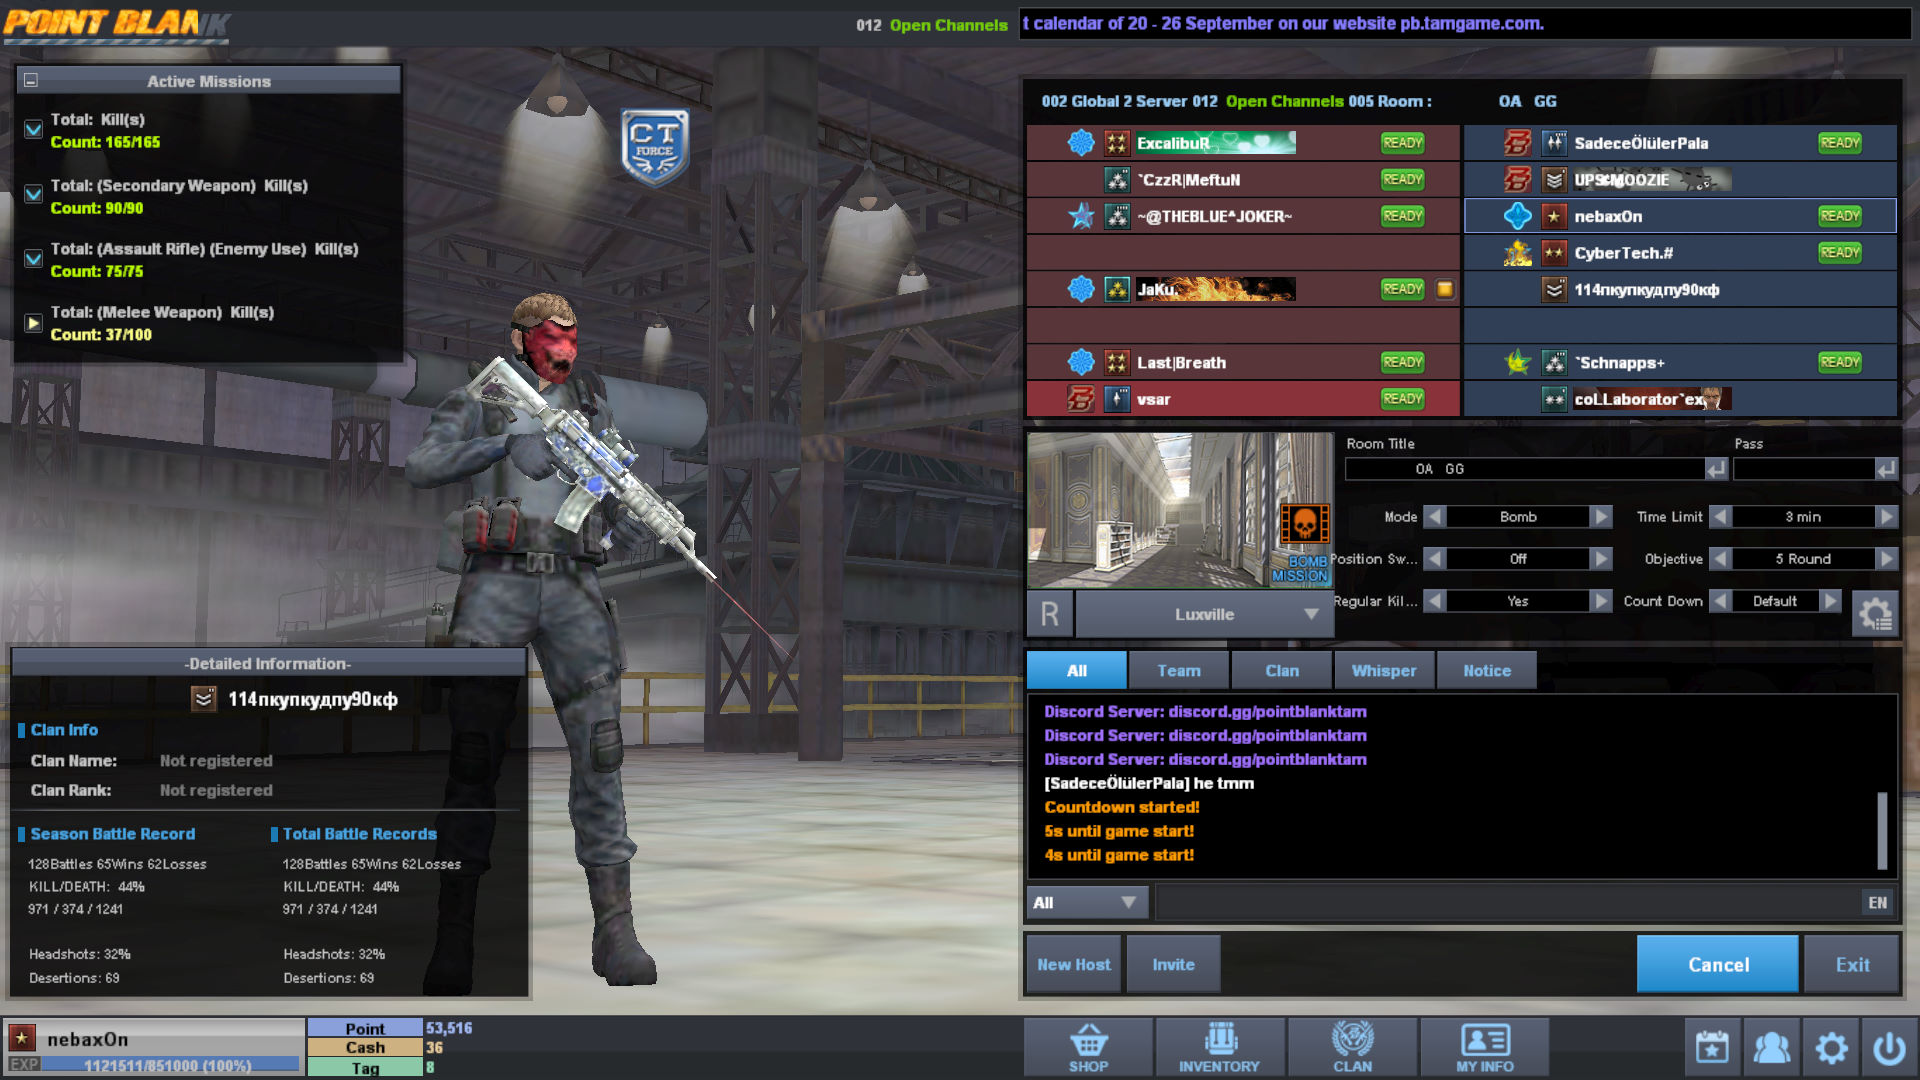 POINT BLANK
012 Open Channels
t calendar of 20 - 26 September on our website pb.tamgame.com.
Active Missions
Total: Kill(s)
Count: 165/165
Total: (Secondary Weapon) Kill(s)
Count: 90/90
Total: (Assault Rifle) (Enemy Use) Kill(s)
Count: 75/75
Total: (Melee Weapon) Kill(s)
Count: 37/100
CT
FORCE
002 Global 2 Server 012 Open Channels 005 Room : OA GG
ExcalibuR READY
SadeceÖlülerPala READY
`CzzR|MeftuN READY
~@THEBLUE^JOKER~ READY
nebaxOn READY
CyberTech.# READY
JaKu. READY
114пкупкудпу90кф
Last|Breath READY
`Schnapps+ READY
vsar READY
coLLaborator`ex
Room Title
Pass
OA GG
Mode Bomb
Time Limit 3 min
Position Sw... Off
Objective 5 Round
Regular Kil... Yes
Count Down Default
BOMB
MISSION
R Luxville
All Team Clan Whisper Notice
Discord Server: discord.gg/pointblanktam
Discord Server: discord.gg/pointblanktam
Discord Server: discord.gg/pointblanktam
[SadeceÖlülerPala] he tmm
Countdown started!
5s until game start!
4s until game start!
All EN
New Host Invite Cancel Exit
-Detailed Information-
114пкупкудпу90кф
Clan Info
Clan Name: Not registered
Clan Rank: Not registered
Season Battle Record
Total Battle Records
128Battles 65Wins 62Losses
128Battles 65Wins 62Losses
KILL/DEATH: 44%
KILL/DEATH: 44%
971 / 374 / 1241
971 / 374 / 1241
Headshots: 32%
Headshots: 32%
Desertions: 69
Desertions: 69
nebaxOn
EXP 1121511/851000 (100%)
Point 53,516
Cash 36
Tag 8
SHOP INVENTORY CLAN MY INFO